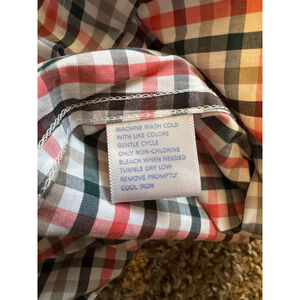 MACHINE WASH COLD
WITH LIKE COLORS
GENTLE CYCLE
ONLY NON-CHLORINE
BLEACH WHEN NEEDED
TUMBLE DRY LOW
REMOVE PROMPTLY
COOL IRON